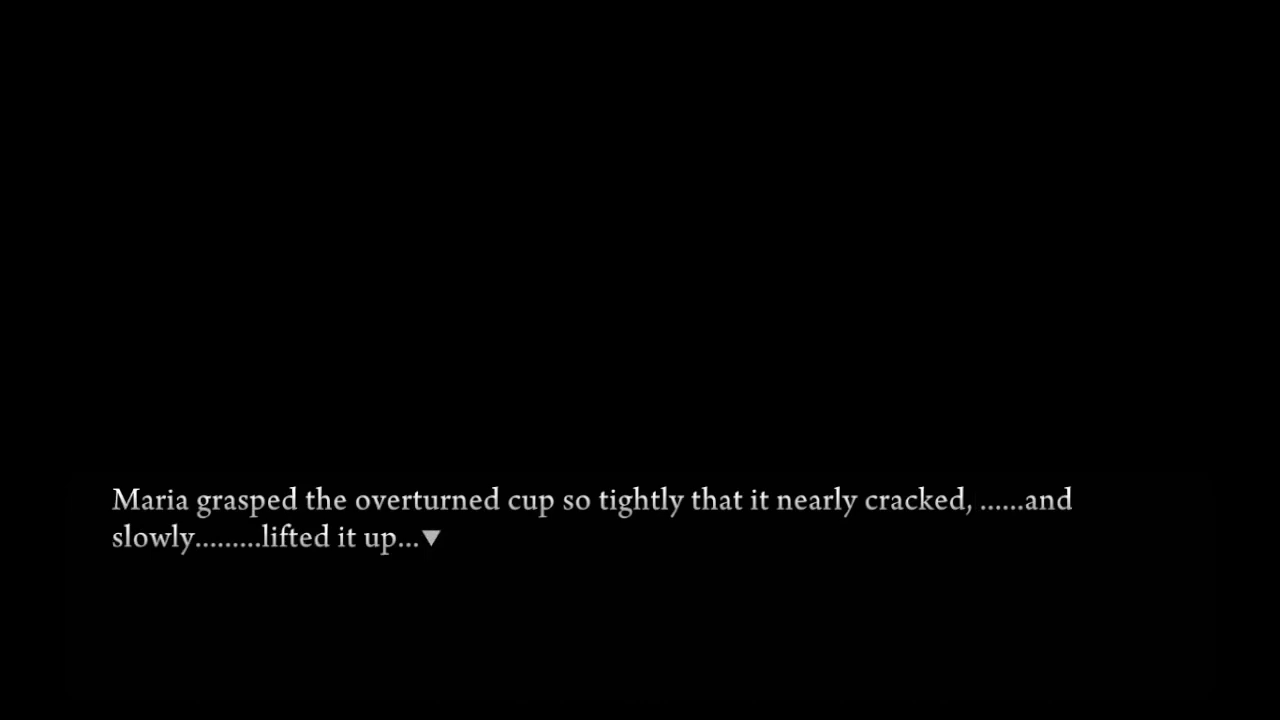 Maria grasped the overturned cup so tightly that it nearly cracked, ......and
slowly.........lifted it up...▼